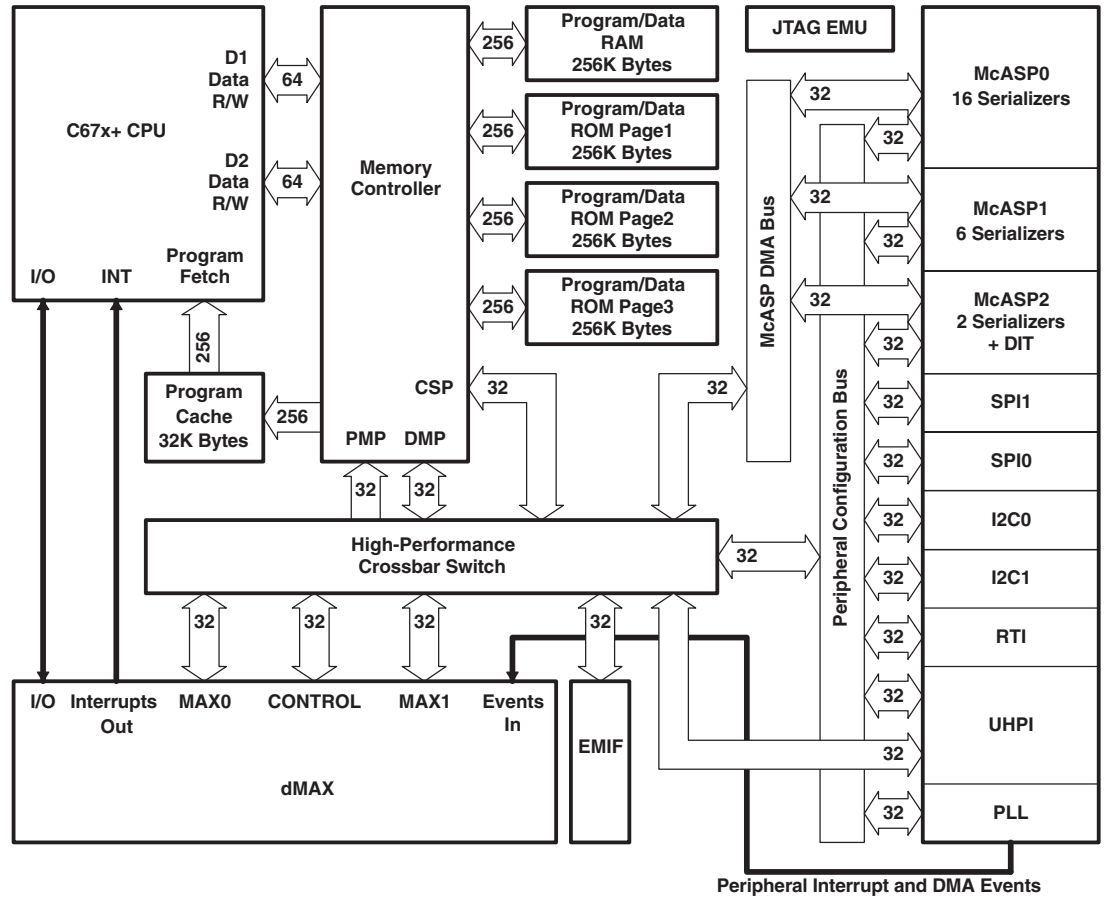 C67x+ CPU
D1
Data
R/W
64
D2
Data
R/W
64
I/O
INT
Program
Fetch
256
Program
Cache
32K Bytes
256
Memory
Controller
CSP
32
PMP
DMP
32
32
256
Program/Data
RAM
256K Bytes
256
Program/Data
ROM Page1
256K Bytes
256
Program/Data
ROM Page2
256K Bytes
256
Program/Data
ROM Page3
256K Bytes
JTAG EMU
McASP DMA Bus
32
Peripheral Configuration Bus
32
High-Performance
Crossbar Switch
32
32
32
32
I/O
Interrupts
Out
MAX0
CONTROL
MAX1
Events
In
dMAX
EMIF
32
32
McASP0
16 Serializers
32
32
McASP1
6 Serializers
32
32
McASP2
2 Serializers
+ DIT
32
SPI1
32
SPI0
32
I2C0
32
I2C1
32
RTI
32
32
UHPI
32
PLL
Peripheral Interrupt and DMA Events